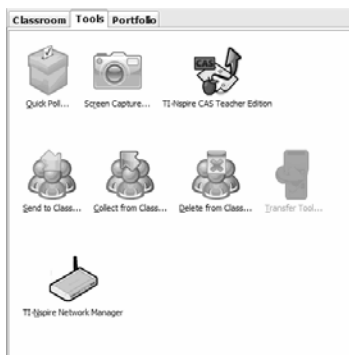 Classroom Tools Portfolio
Quick Poll... Screen Capture... TI-Nspire CAS Teacher Edition
CAS
Send to Class... Collect from Class... Delete from Class... Transfer Tool...
TI-Nspire Network Manager